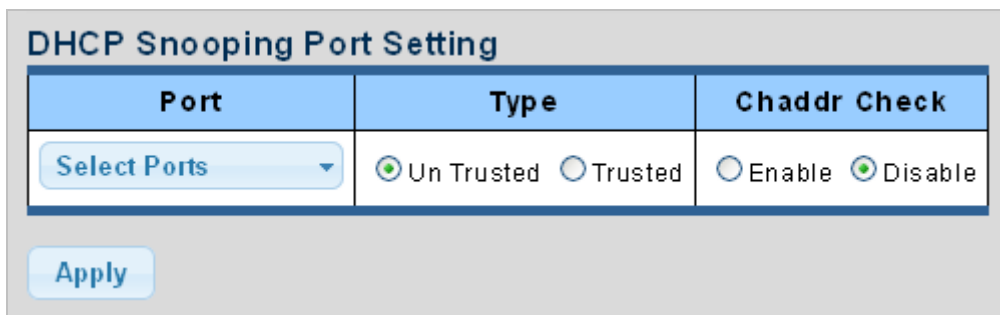 DHCP Snooping Port Setting
Port Type Chaddr Check
Select Ports Un Trusted Trusted Enable Disable
Apply